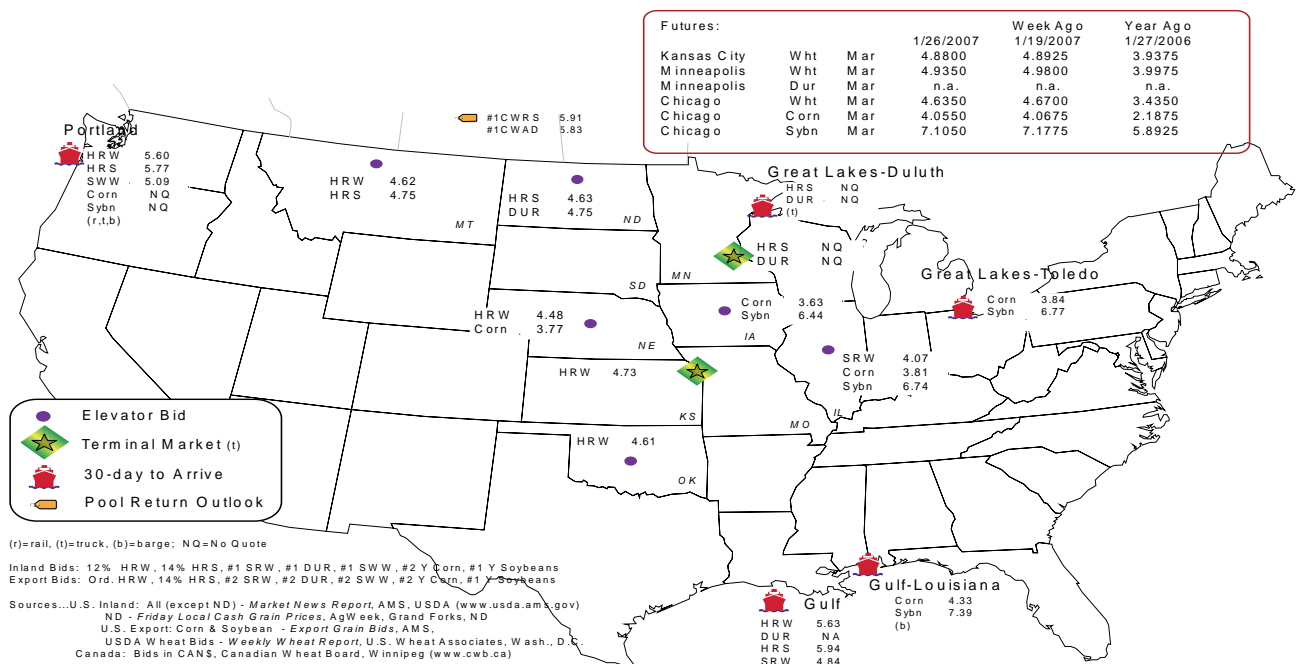 Futures:
Week Ago Year Ago
1/26/2007 1/19/2007 1/27/2006
Kansas City Wht Mar 4.8800 4.8925 3.9375
Minneapolis Wht Mar 4.9350 4.9800 3.9975
Minneapolis Dur Mar n.a. n.a. n.a.
Chicago Wht Mar 4.6350 4.6700 3.4350
Chicago Corn Mar 4.0550 4.0675 2.1875
Chicago Sybn Mar 7.1050 7.1775 5.8925
#1CWRS 5.91
#1CWAD 5.83
Portland
HRW 5.60
HRS 5.77
SWW 5.09
Corn NQ
Sybn NQ
(r,t,b)
HRW 4.62
HRS 4.75
MT
HRS 4.63
DUR 4.75
ND
Great Lakes-Duluth
HRS NQ
DUR NQ
(t)
HRS NQ
DUR NQ
MN
SD
Great Lakes-Toledo
Corn 3.84
Sybn 6.77
HRW 4.48
Corn 3.77
NE
Corn 3.63
Sybn 6.44
IA
SRW 4.07
Corn 3.81
Sybn 6.74
IL
HRW 4.73
KS
MO
HRW 4.61
OK
Elevator Bid
Terminal Market (t)
30-day to Arrive
Pool Return Outlook
(r)=rail, (t)=truck, (b)=barge; NQ=No Quote
Inland Bids: 12% HRW, 14% HRS, #1 SRW, #1 DUR, #1 SWW, #2 Y Corn, #1 Y Soybeans
Export Bids: Ord. HRW, 14% HRS, #2 SRW, #2 DUR, #2 SWW, #2 Y Corn, #1 Y Soybeans
Sources...U.S. Inland: All (except ND) - Market News Report, AMS, USDA (www.usda.ams.gov)
ND - Friday Local Cash Grain Prices, AgWeek, Grand Forks, ND
U.S. Export: Corn & Soybean - Export Grain Bids, AMS,
USDA Wheat Bids - Weekly Wheat Report, U.S. Wheat Associates, Wash., D.C.
Canada: Bids in CAN$, Canadian Wheat Board, Winnipeg (www.cwb.ca)
Gulf-Louisiana
Corn 4.33
Sybn 7.39
(b)
Gulf
HRW 5.63
DUR NA
HRS 5.94
SRW 4.84